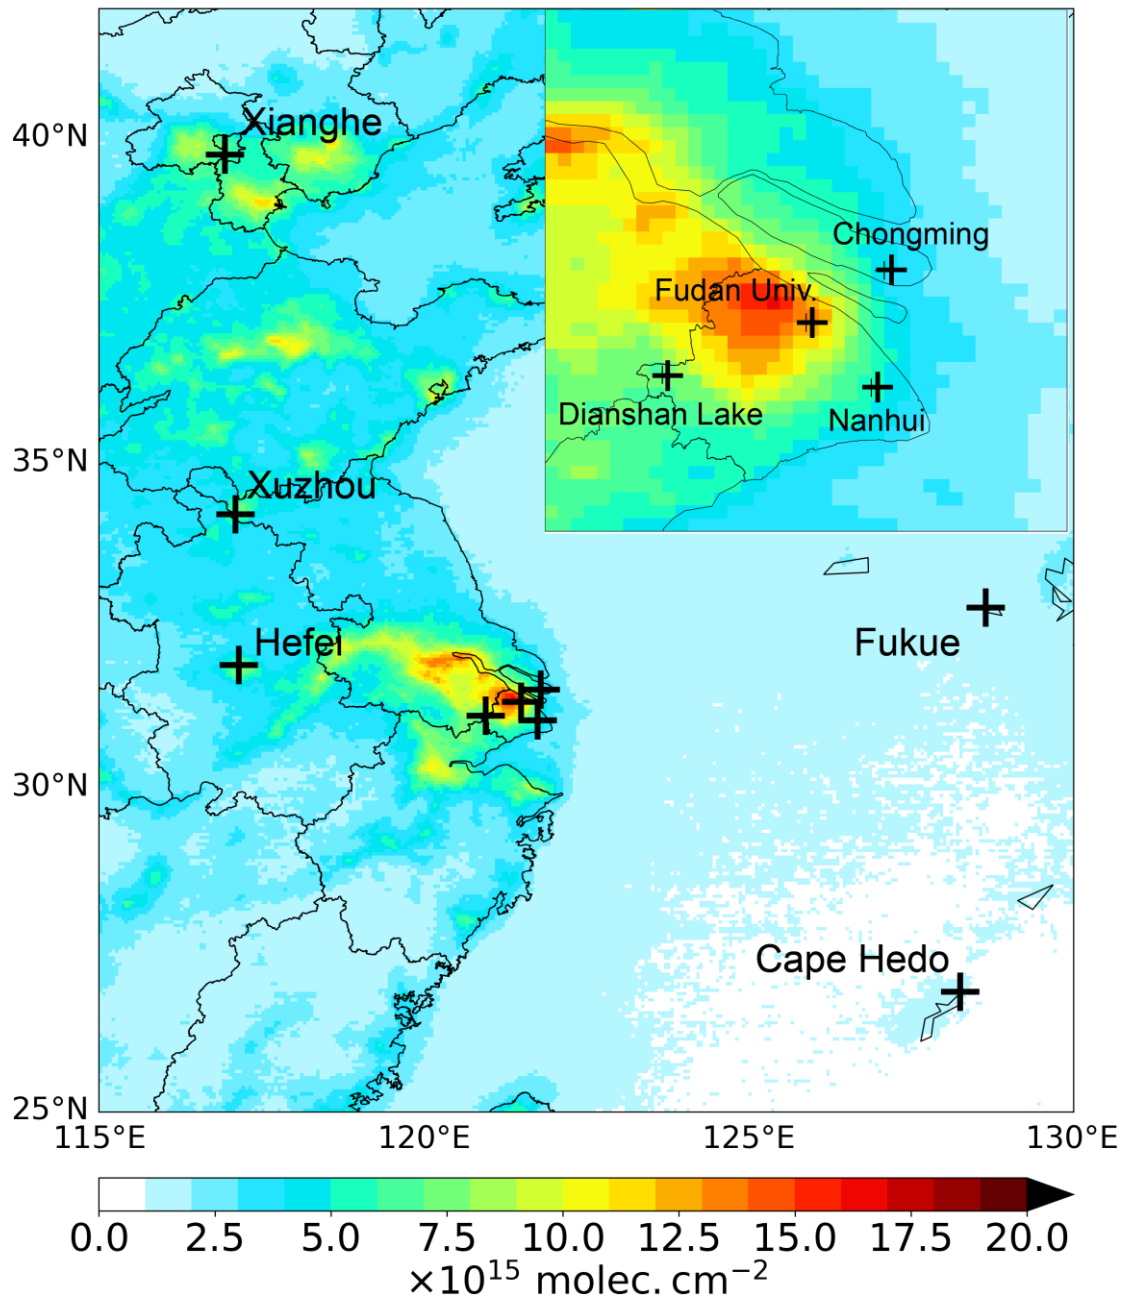 40°N
35°N
30°N
25°N
Xianghe
Chongming
Fudan Univ.
Dianshan Lake
Nanhui
Xuzhou
Hefei
Fukue
Cape Hedo
115°E 120°E 125°E 130°E
0.0 2.5 5.0 7.5 10.0 12.5 15.0 17.5 20.0
×10¹⁵ molec. cm⁻²